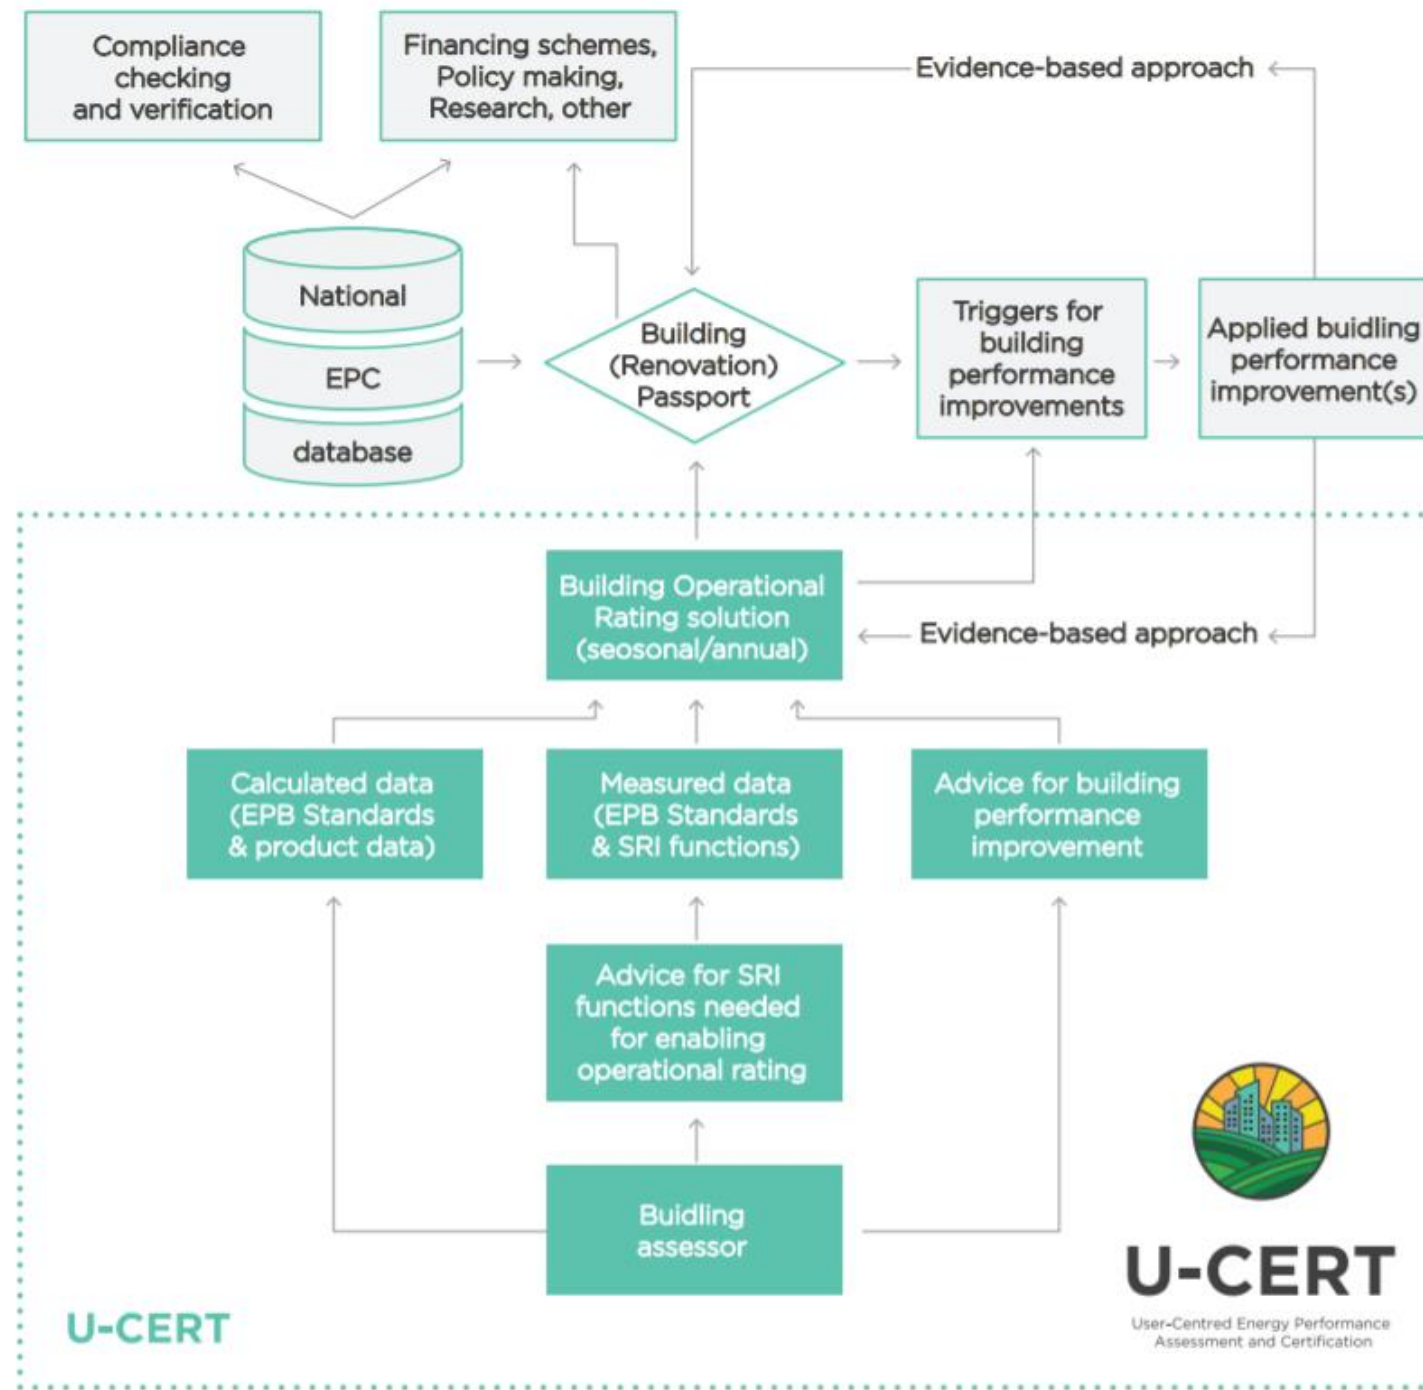 Compliance
checking
and verification
Financing schemes,
Policy making,
Research, other
Evidence-based approach
National
EPC
database
Building
(Renovation)
Passport
Triggers for
building
performance
improvements
Applied buidling
performance
improvement(s)
Building Operational
Rating solution
(seosonal/annual)
Evidence-based approach
Calculated data
(EPB Standards
& product data)
Measured data
(EPB Standards
& SRI functions)
Advice for building
performance
improvement
Advice for SRI
functions needed
for enabling
operational rating
Buidling
assessor
U-CERT
U-CERT
User-Centred Energy Performance
Assessment and Certification